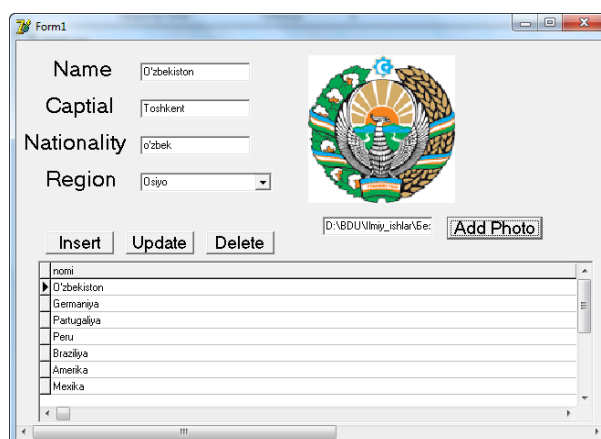 Form1
Name O'zbekiston
Captial Toshkent
Nationality o'zbek
Region Osiyo
D:\BDU\Ilmiy_ishlar\Без Add Photo
Insert Update Delete
nomi
O'zbekiston
Germaniya
Partugaliya
Peru
Braziliya
Amerika
Mexika